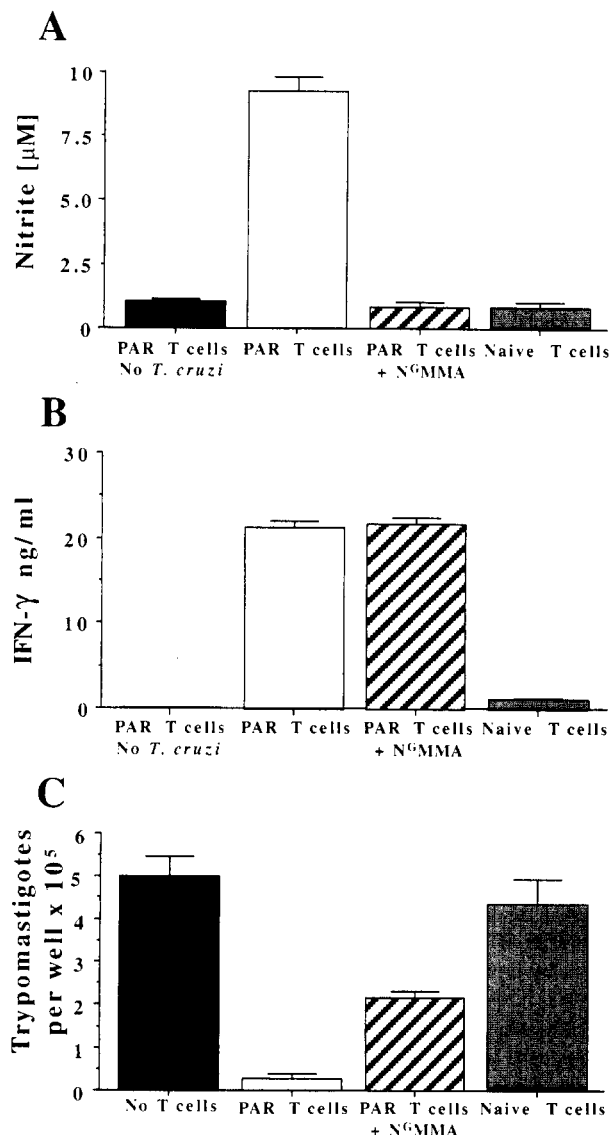 A
Nitrite [μM]
10
7.5
5.0
2.5
0
PAR T cells
No T. cruzi
PAR T cells
PAR T cells
+ NᴳMMA
Naive T cells
B
IFN-γ ng/ml
30
20
10
0
PAR T cells
No T. cruzi
PAR T cells
PAR T cells
+ NᴳMMA
Naive T cells
C
Trypomastigotes
per well x 10⁵
6
5
4
3
2
1
0
No T cells
PAR T cells
PAR T cells
+ NᴳMMA
Naive T cells